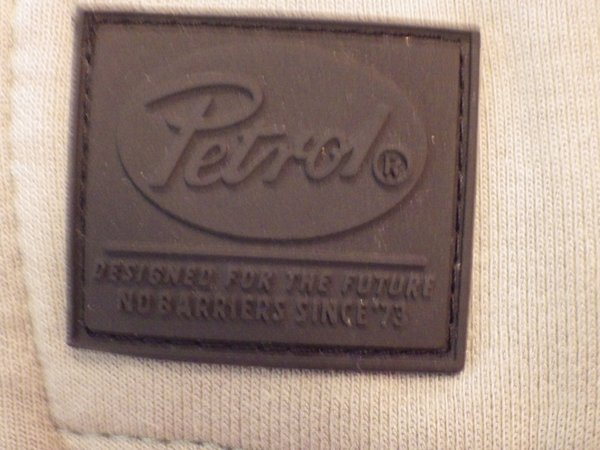 Petrol®
DESIGNED FOR THE FUTURE
NO BARRIERS SINCE '73